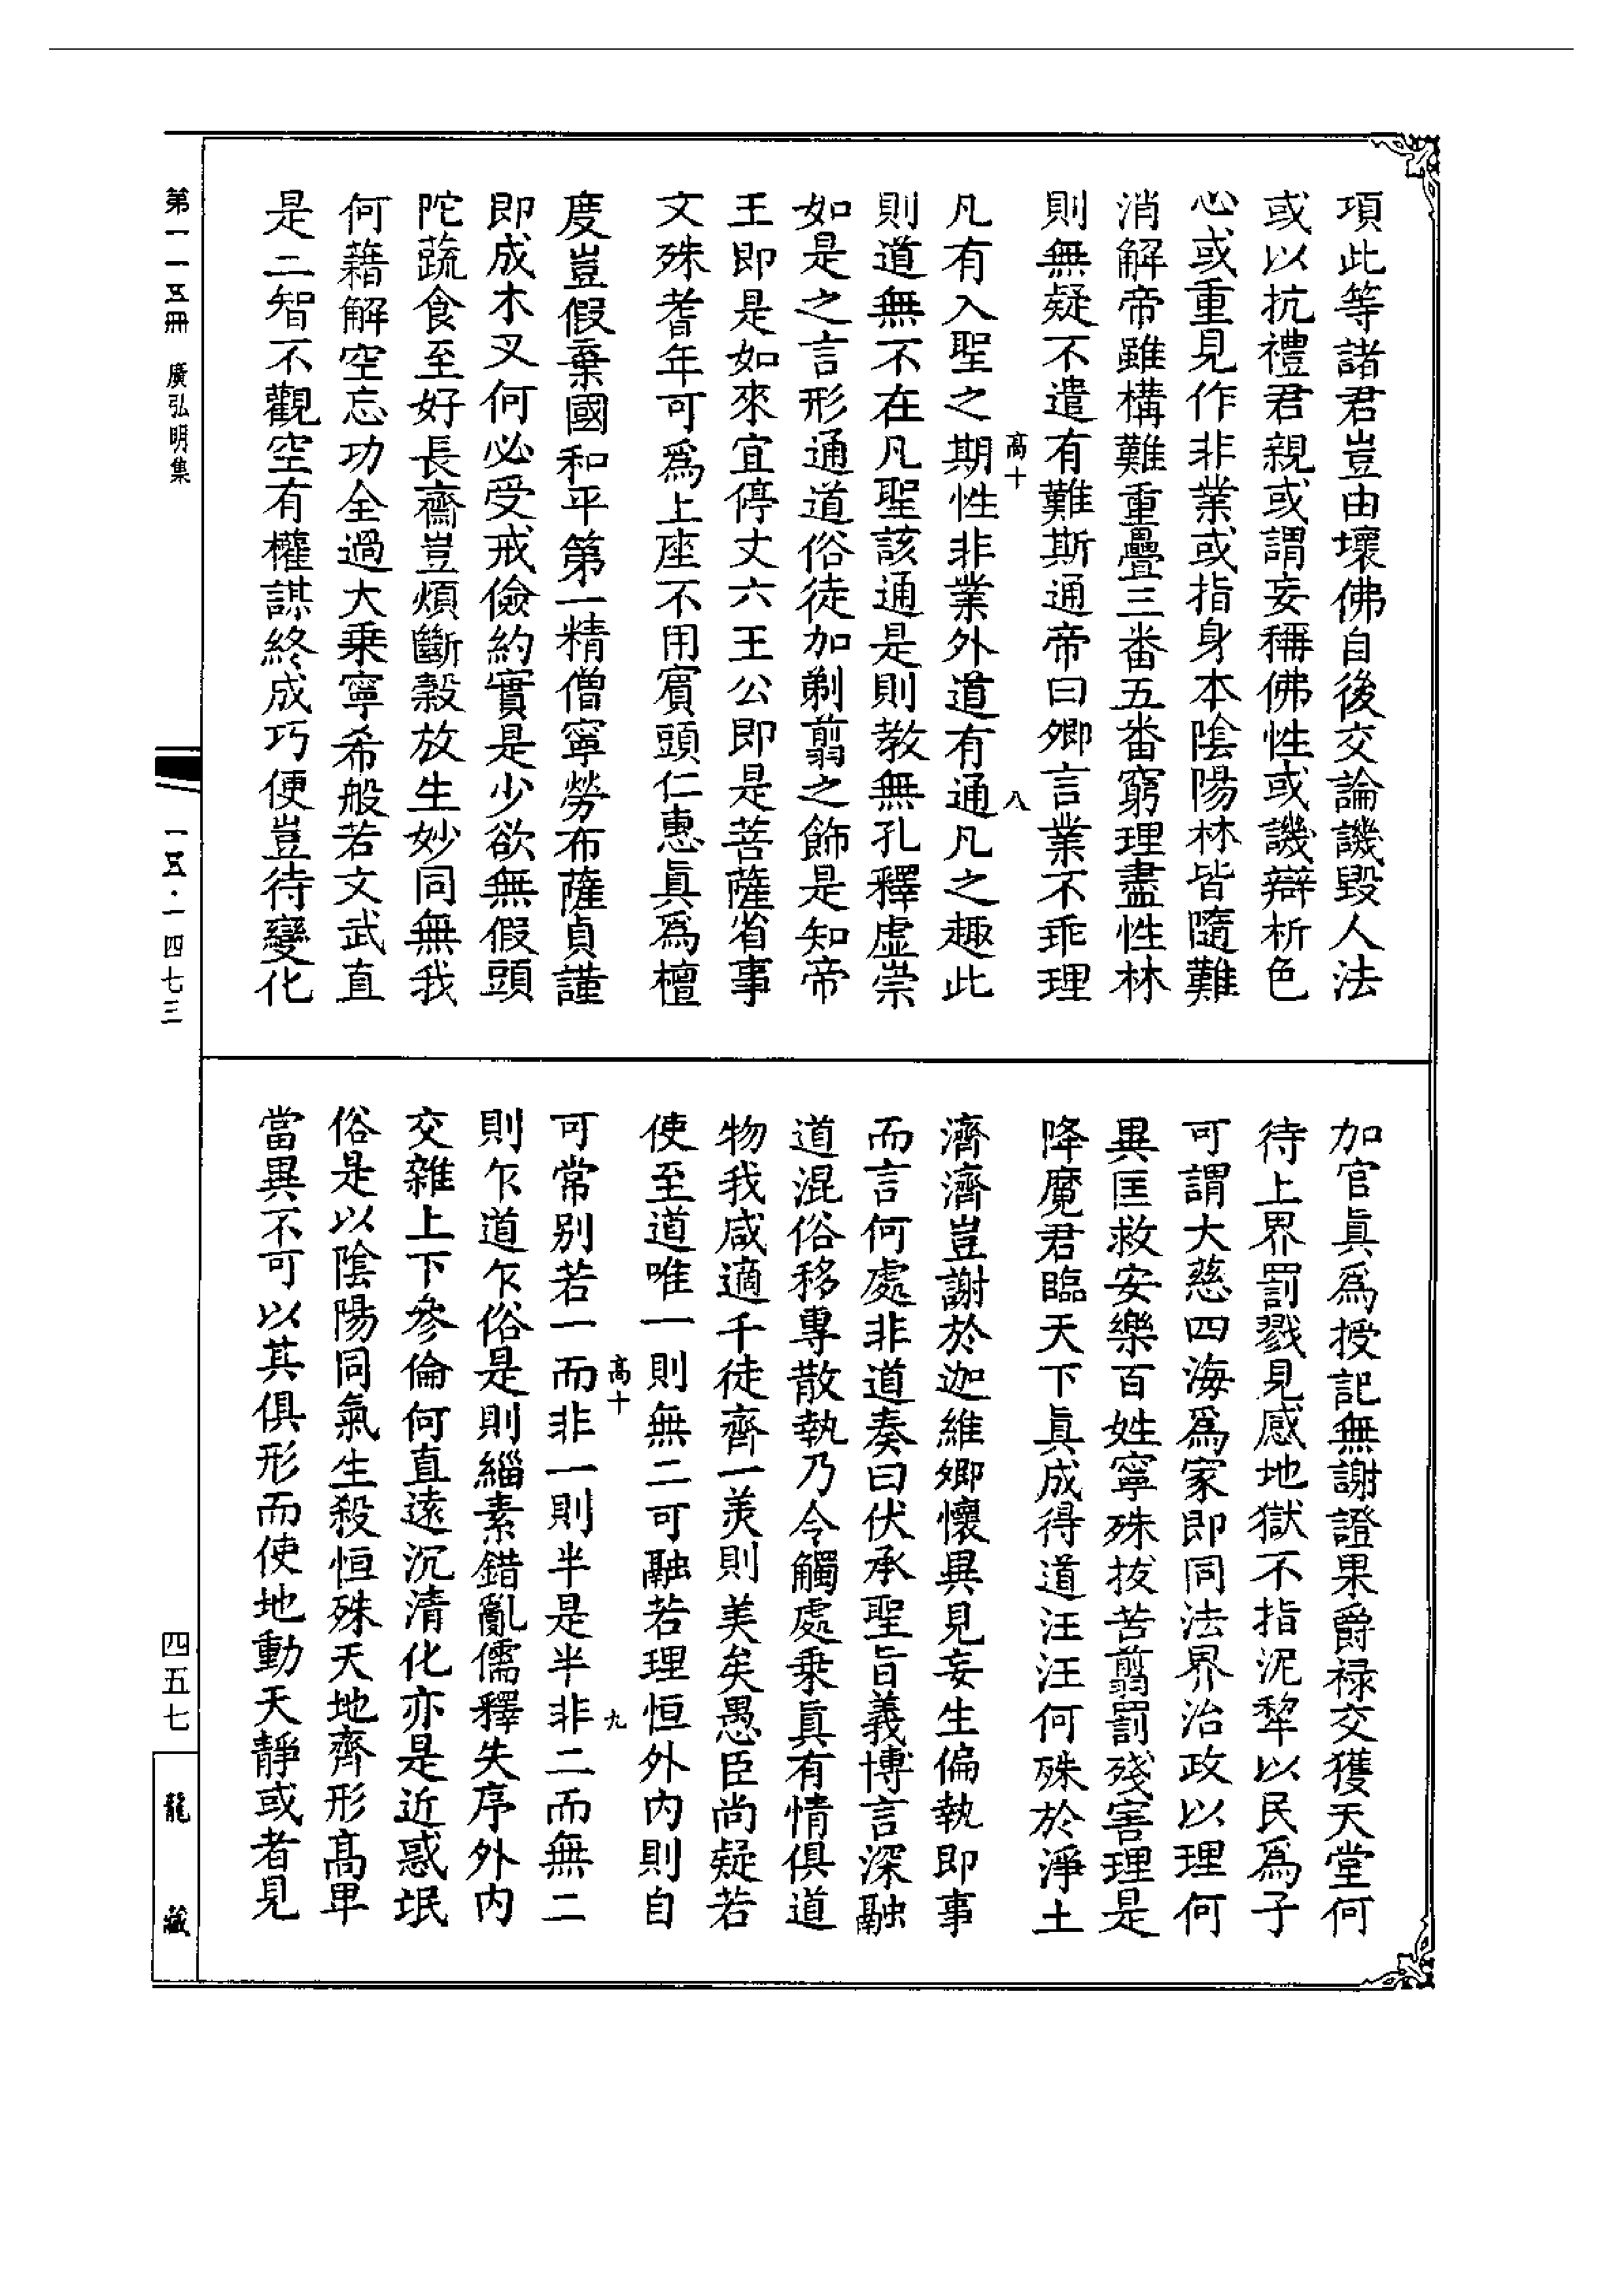 項此等諸君豈由壞佛自後交論譏毀人法
或以抗禮君親或謂妄稱佛性或譏辯析色
心或重見作非業或指身本陰陽林皆隨難
消解帝雖構難重疊三番五番窮理盡性林
則無疑不遣有難斯通帝曰卿言業不乖理
高十
八
凡有入聖之期性非業外道有通凡之趣此
則道無不在凡聖該通是則教無孔釋虛崇
如是之言形通道俗徒加剃翦之飾是知帝
王即是如來宜停丈六王公即是菩薩省事
文殊耆年可為上座不用賓頭仁惠真為檀
度豈假棄國和平第一精僧寧勞布薩貞謹
即成木叉何必受戒儉約實是少欲無假頭
陀蔬食至好長齋豈煩斷穀放生妙同無我
何藉解空忘功全過大乘寧希般若文武直
是二智不觀空有權謀終成巧便豈待變化
加官真為授記無謝證果爵祿交獲天堂何
待上界罰戮見感地獄不指泥犁以民為子
可謂大慈四海為家即同法界治政以理何
異匡救安樂百姓寧殊拔苦翦罰殘害理是
降魔君臨天下真成得道汪汪何殊於淨土
濟濟豈謝於迦維卿懷異見妄生偏執即事
而言何處非道奏曰伏承聖旨義博言深融
道混俗移專散執乃令觸處乘真有情俱道
物我咸適千徒齊一美則美矣愚臣尚疑若
使至道唯一則無二可融若理恒外內則自
高十
九
可常別若一而非一則半是半非二而無二
則乍道乍俗是則緇素錯亂儒釋失序外內
交雜上下參倫何直遠沉清化亦是近惑氓
俗是以陰陽同氣生殺恒殊天地齊形高卑
當異不可以其俱形而使地動天靜或者見
第一一五冊 廣弘明集
一五·一四七三
四五七
龍藏